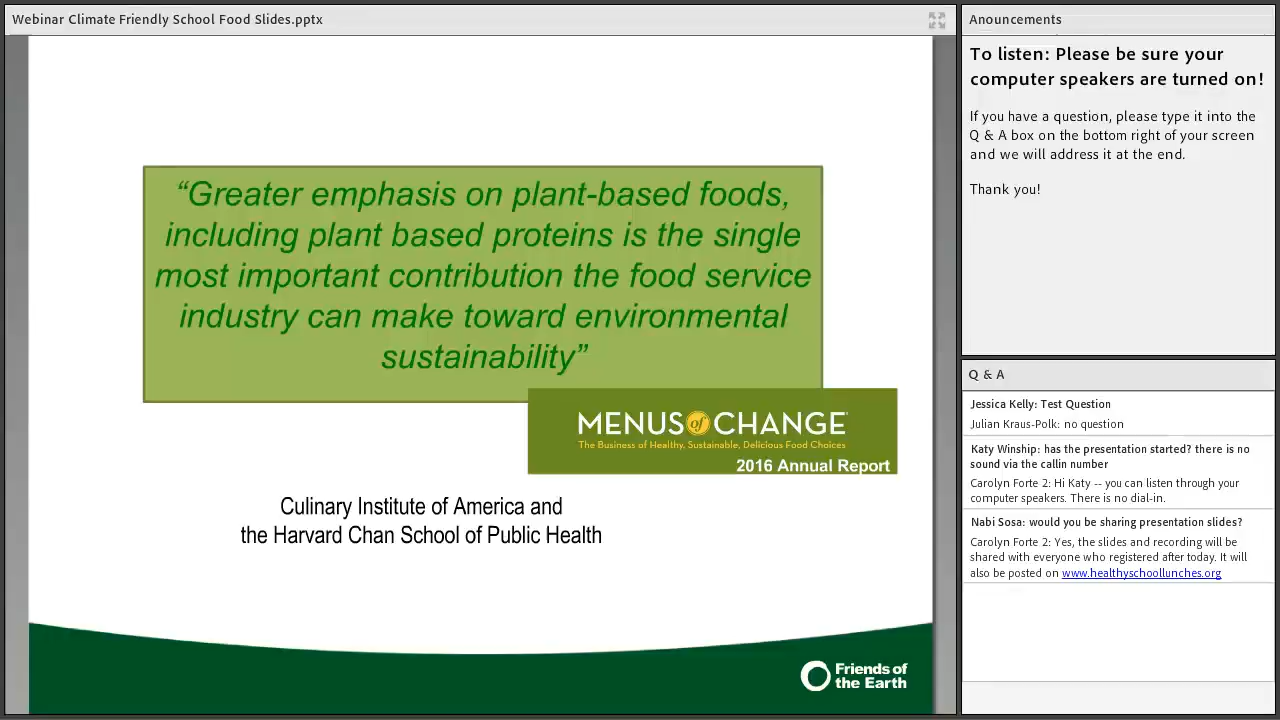 Webinar Climate Friendly School Food Slides.pptx
“Greater emphasis on plant-based foods,
including plant based proteins is the single
most important contribution the food service
industry can make toward environmental
sustainability”
MENUS of CHANGE
The Business of Healthy, Sustainable, Delicious Food Choices
2016 Annual Report
Culinary Institute of America and
the Harvard Chan School of Public Health
Friends of
the Earth
Anouncements
To listen: Please be sure your
computer speakers are turned on!
If you have a question, please type it into the
Q & A box on the bottom right of your screen
and we will address it at the end.
Thank you!
Q & A
Jessica Kelly: Test Question
Julian Kraus-Polk: no question
Katy Winship: has the presentation started? there is no
sound via the callin number
Carolyn Forte 2: Hi Katy -- you can listen through your
computer speakers. There is no dial-in.
Nabi Sosa: would you be sharing presentation slides?
Carolyn Forte 2: Yes, the slides and recording will be
shared with everyone who registered after today. It will
also be posted on www.healthyschoollunches.org